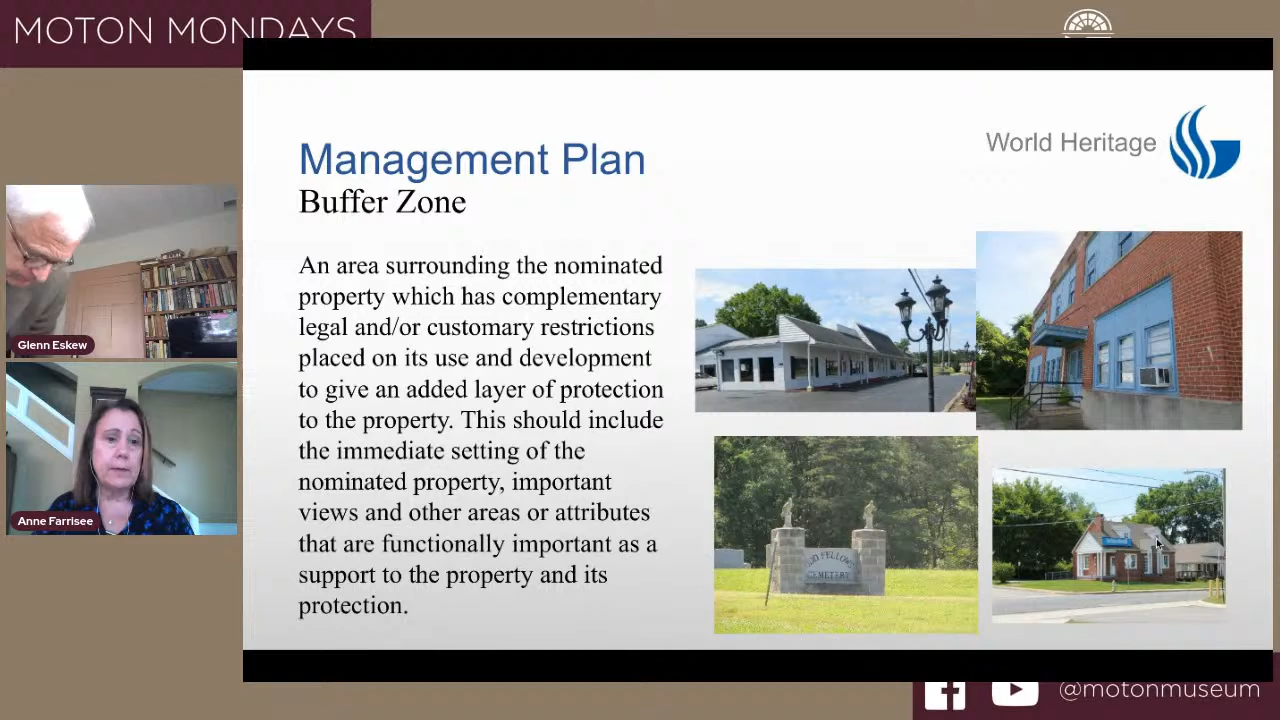 MOTON MONDAYS
World Heritage
Management Plan
Buffer Zone
An area surrounding the nominated
property which has complementary
legal and/or customary restrictions
placed on its use and development
to give an added layer of protection
to the property. This should include
the immediate setting of the
nominated property, important
views and other areas or attributes
that are functionally important as a
support to the property and its
protection.
Glenn Eskew
Anne Farrisee
CEMETERY
@motonmuseum